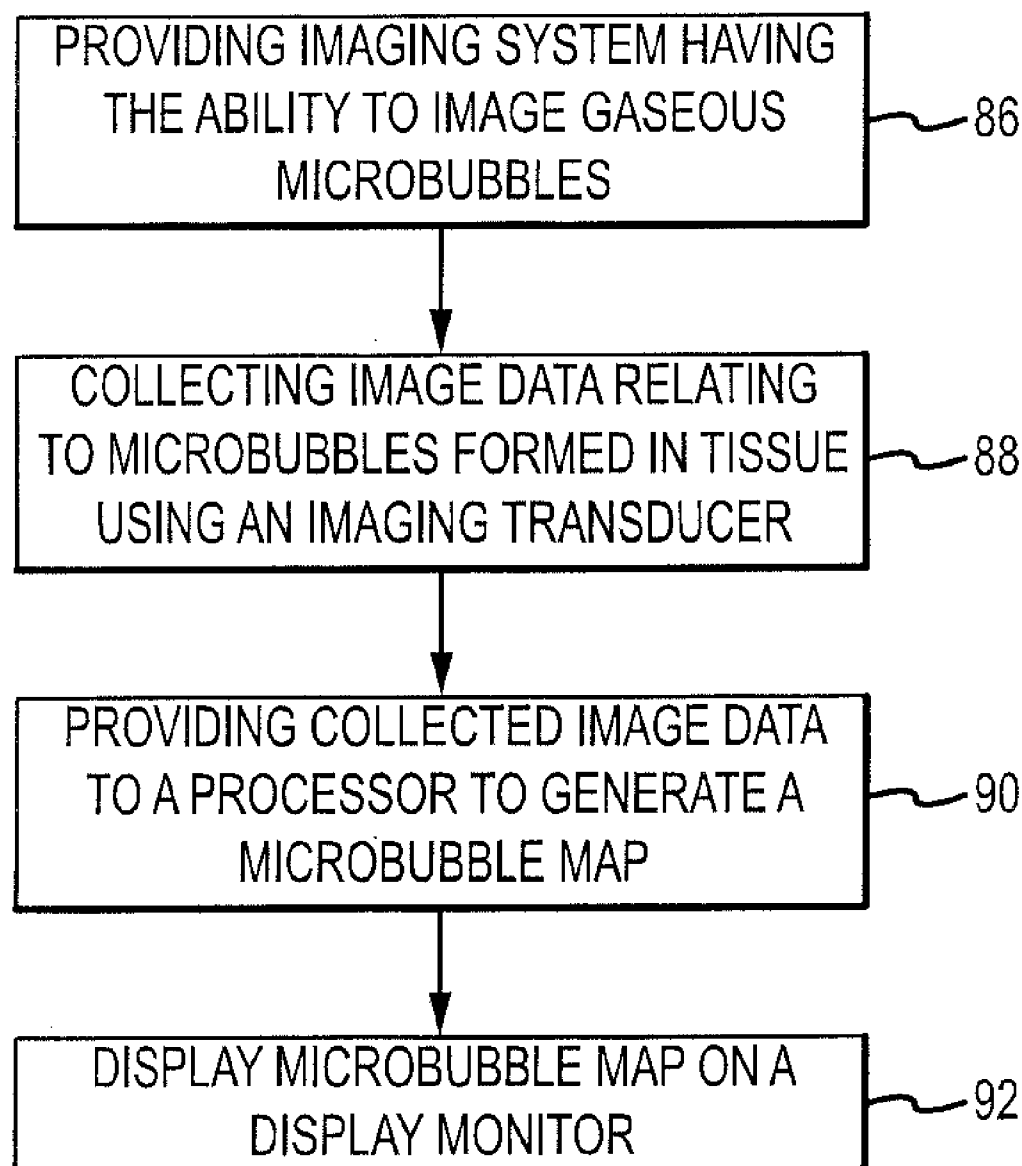 PROVIDING IMAGING SYSTEM HAVING
THE ABILITY TO IMAGE GASEOUS
MICROBUBBLES
86
COLLECTING IMAGE DATA RELATING
TO MICROBUBBLES FORMED IN TISSUE
USING AN IMAGING TRANSDUCER
88
PROVIDING COLLECTED IMAGE DATA
TO A PROCESSOR TO GENERATE A
MICROBUBBLE MAP
90
DISPLAY MICROBUBBLE MAP ON A
DISPLAY MONITOR
92